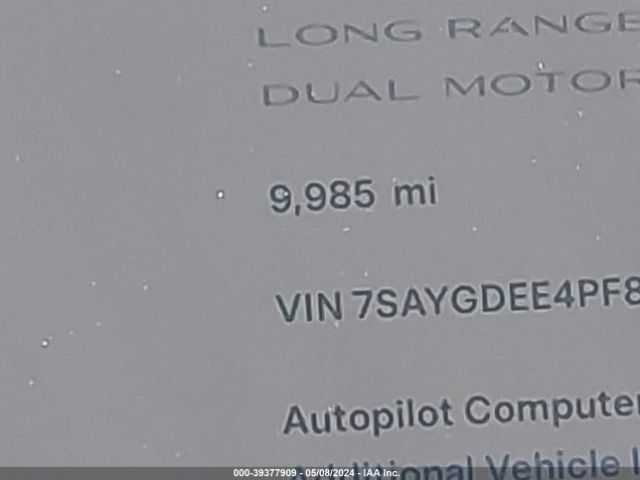 LONG RANGE
DUAL MOTOR
9,985 mi
VIN 7SAYGDEE4PF8
Autopilot Computer
Additional Vehicle I
000-39377909 - 05/08/2024 - IAA Inc.